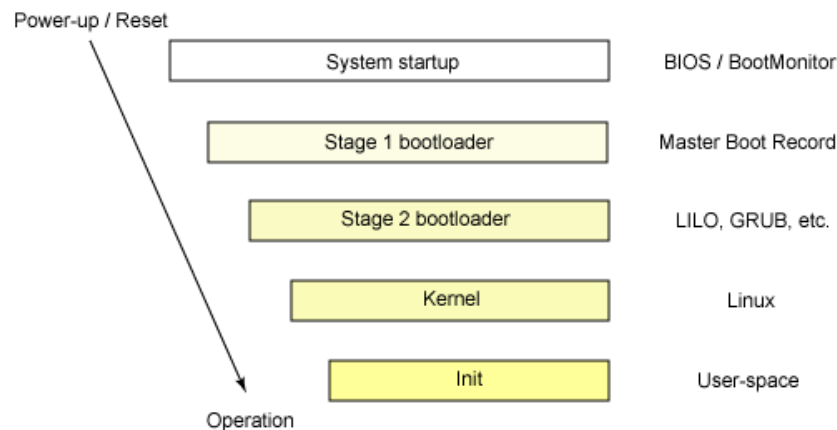 Power-up / Reset
System startup
BIOS / BootMonitor
Stage 1 bootloader
Master Boot Record
Stage 2 bootloader
LILO, GRUB, etc.
Kernel
Linux
Init
User-space
Operation